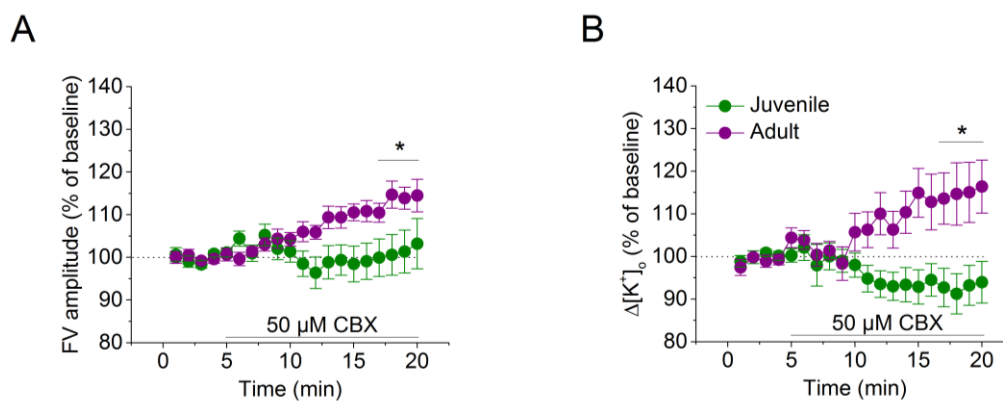 A
FV amplitude (% of baseline)
140
130
120
110
100
90
80
*
50 µM CBX
0
5
10
15
20
Time (min)
B
Δ[K⁺]ₒ (% of baseline)
140
130
120
110
100
90
80
Juvenile
Adult
*
50 µM CBX
0
5
10
15
20
Time (min)